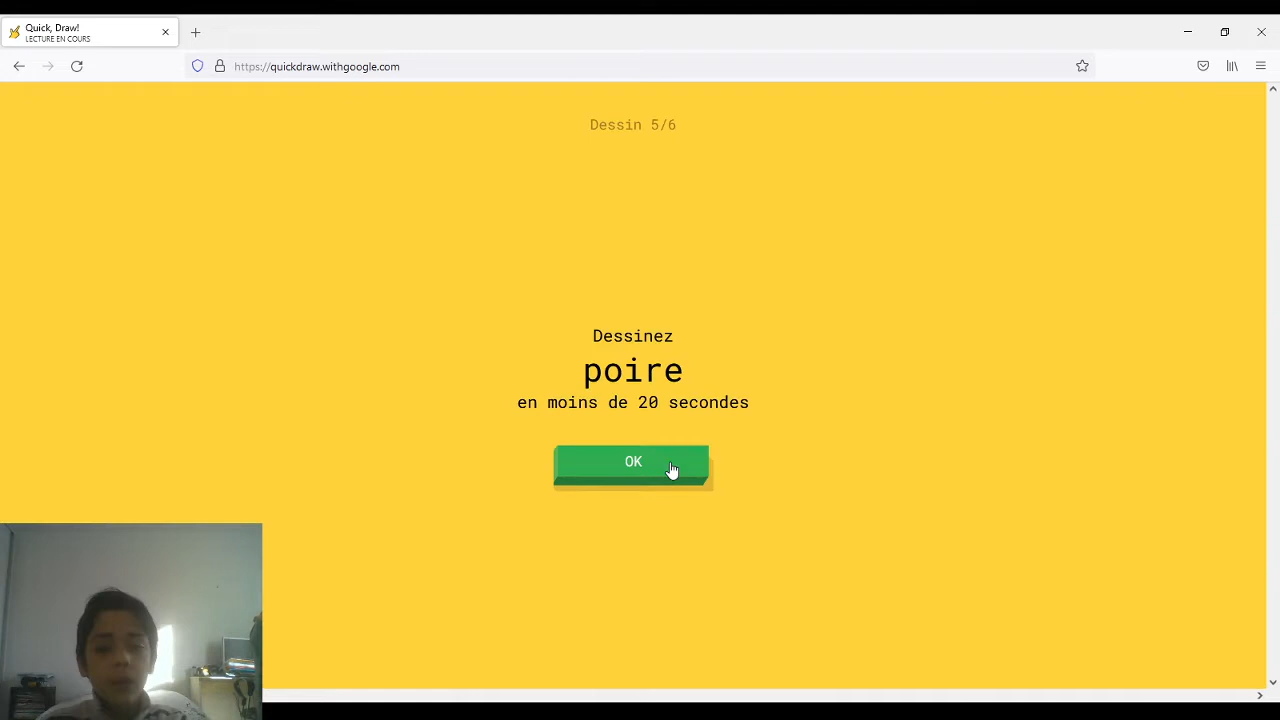 Quick, Draw!
LECTURE EN COURS
https://quickdraw.withgoogle.com
Dessin 5/6
Dessinez
poire
en moins de 20 secondes
OK